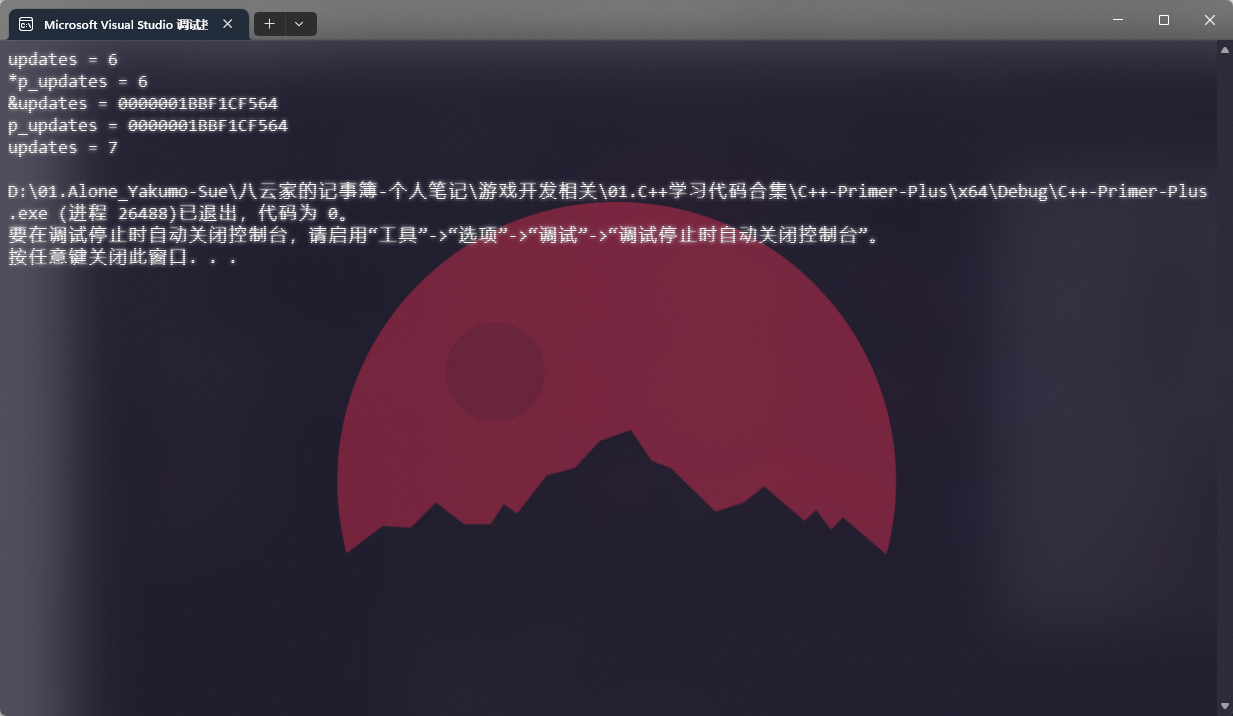 Microsoft Visual Studio 调试
updates = 6
*p_updates = 6
&updates = 0000001BBF1CF564
p_updates = 0000001BBF1CF564
updates = 7
D:\01.Alone_Yakumo-Sue\八云家的记事簿-个人笔记\游戏开发相关\01.C++学习代码合集\C++-Primer-Plus\x64\Debug\C++-Primer-Plus
.exe (进程 26488)已退出，代码为 0。
要在调试停止时自动关闭控制台，请启用“工具”->“选项”->“调试”->“调试停止时自动关闭控制台”。
按任意键关闭此窗口. . .